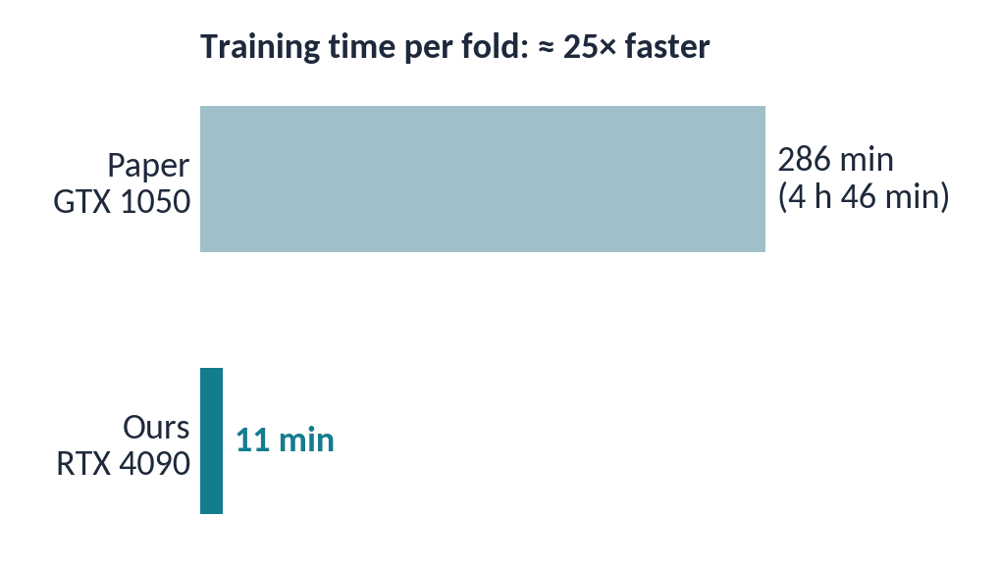 Training time per fold: ≈ 25× faster
Paper
GTX 1050
286 min
(4 h 46 min)
Ours
RTX 4090
11 min